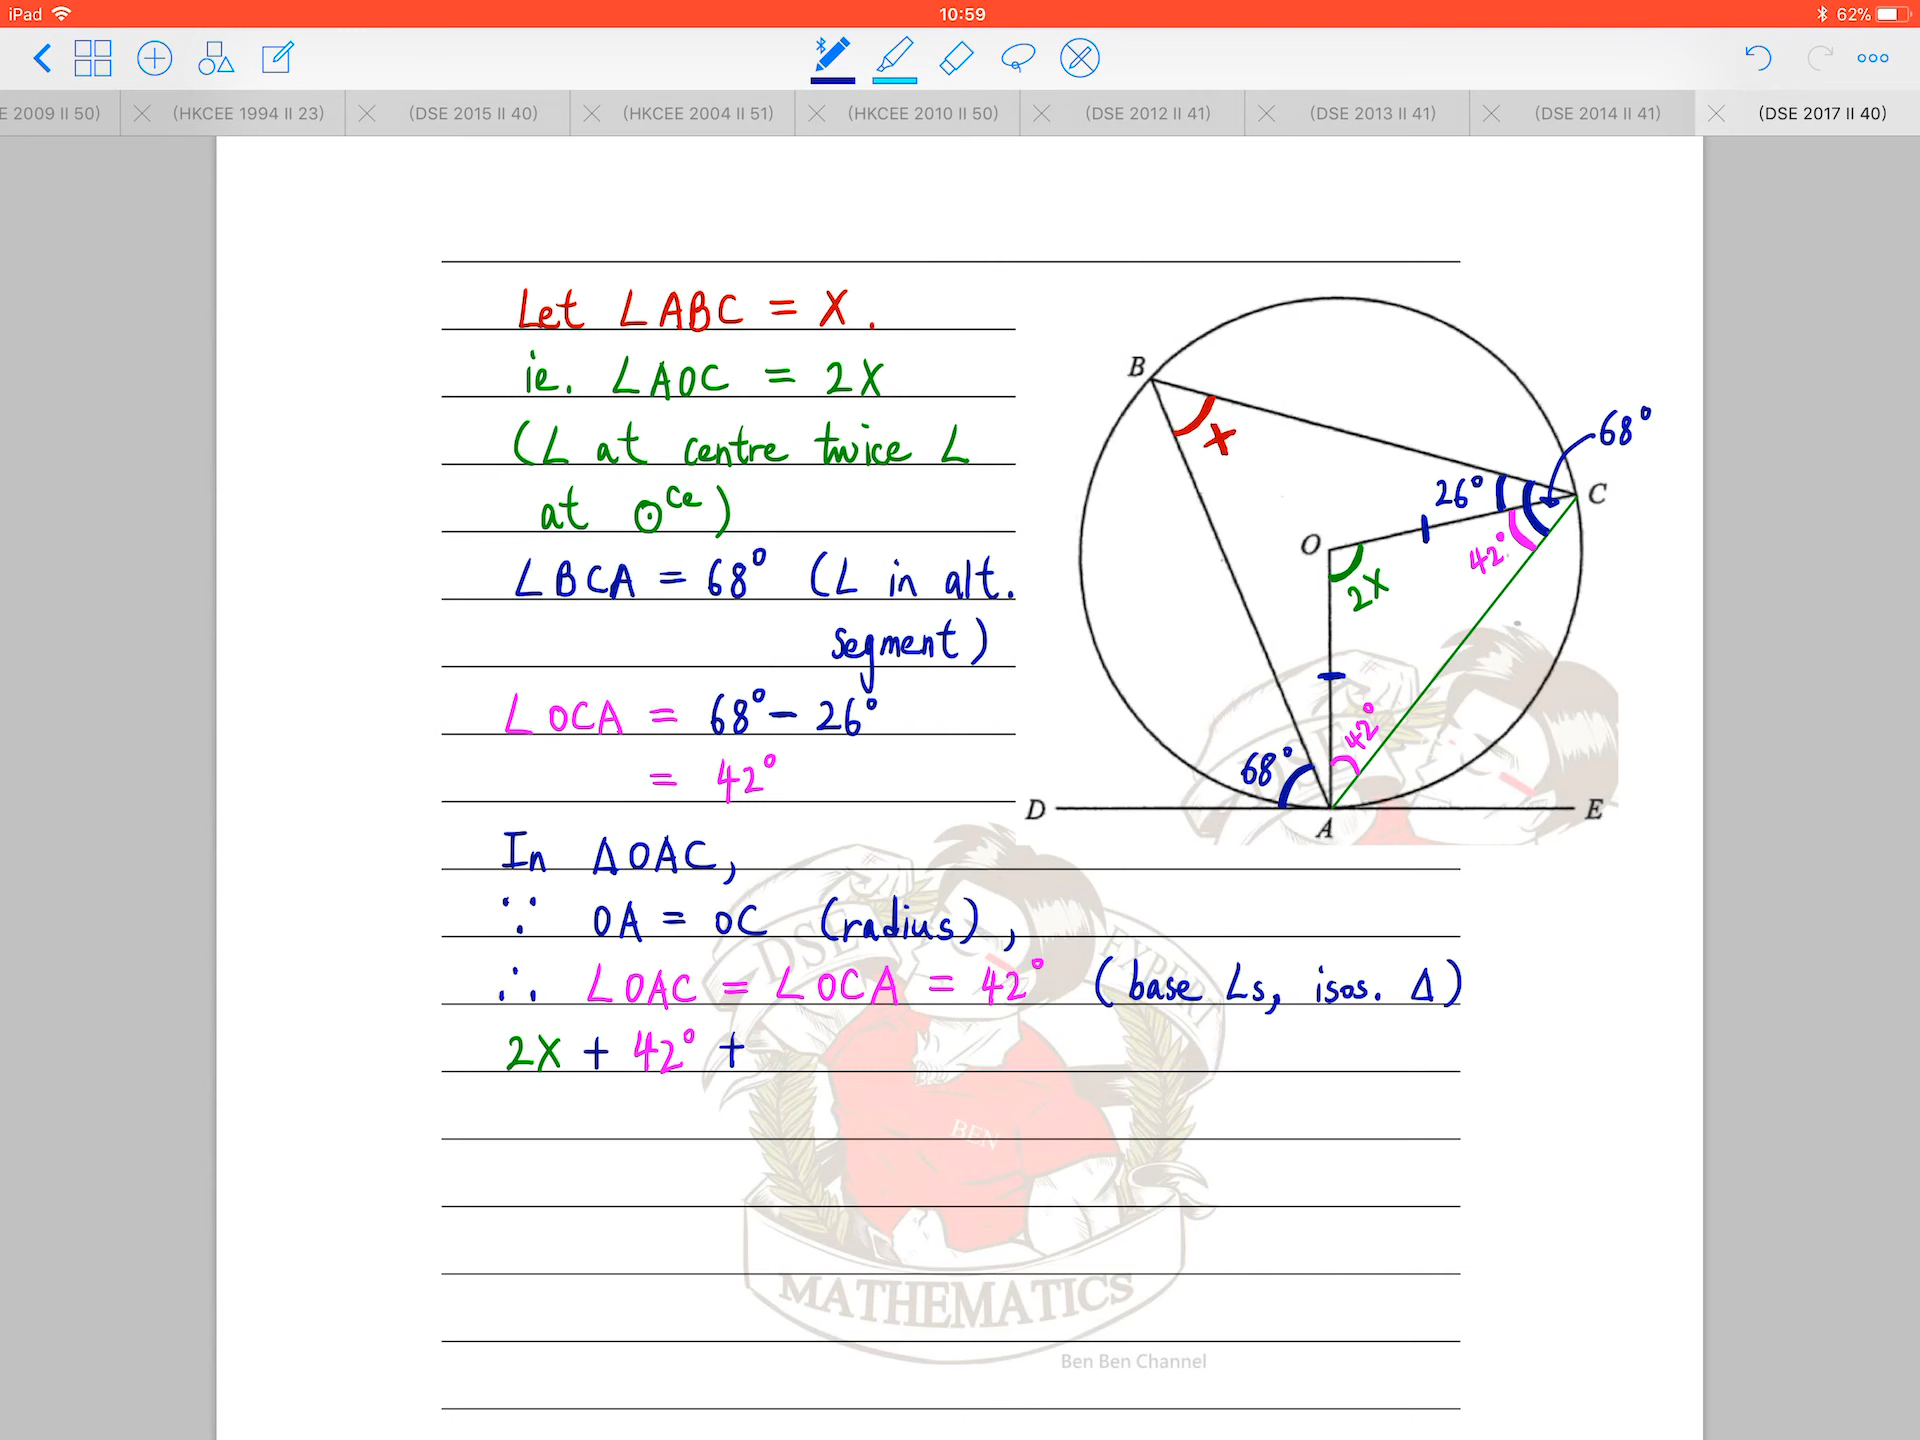 iPad 10:59 62%
E 2009 II 50) (HKCEE 1994 II 23) (DSE 2015 II 40) (HKCEE 2004 II 51) (HKCEE 2010 II 50) (DSE 2012 II 41) (DSE 2013 II 41) (DSE 2014 II 41) (DSE 2017 II 40)
Let ∠ABC = x.
ie. ∠AOC = 2x
(∠ at centre twice ∠
at ⊙ce)
∠BCA = 68° (∠ in alt.
segment)
∠OCA = 68° - 26°
= 42°
In ΔOAC,
∵ OA = OC (radius),
∴ ∠OAC = ∠OCA = 42° (base ∠s, isos. Δ)
2x + 42° +
B
x
68°
26°
C
O
42°
2x
42°
68°
D
A
E
DSE EXPERT
BEN
MATHEMATICS
Ben Ben Channel